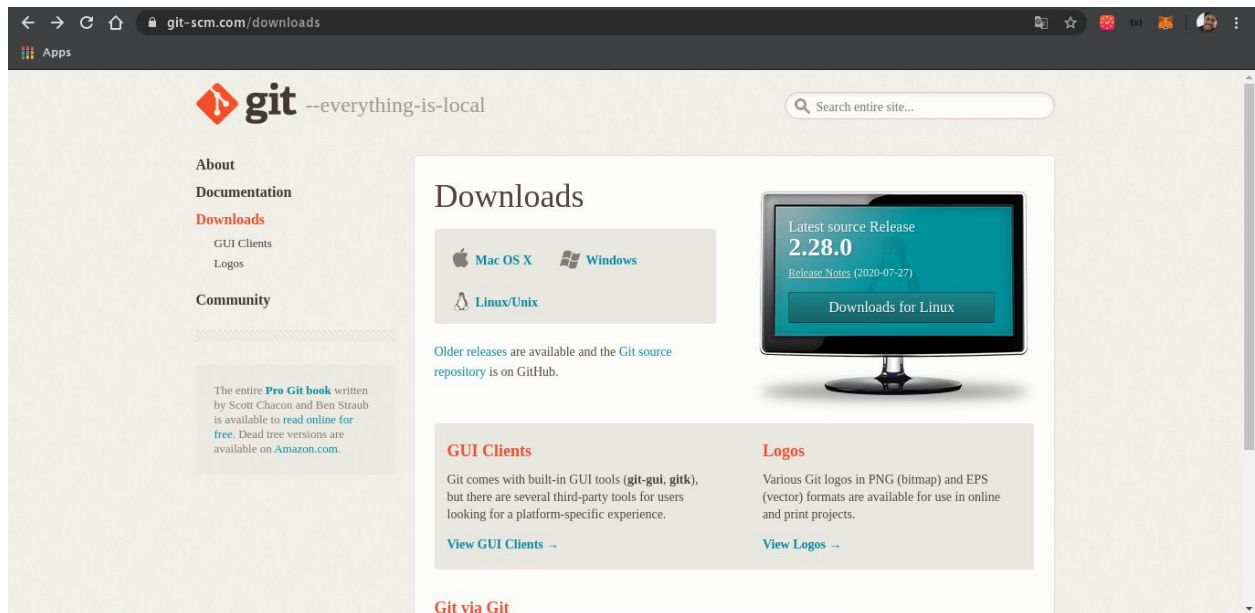 git-scm.com/downloads
Apps
git --everything-is-local
Search entire site...
About
Documentation
Downloads
GUI Clients
Logos
Community
The entire Pro Git book written
by Scott Chacon and Ben Straub
is available to read online for
free. Dead tree versions are
available on Amazon.com.
Downloads
Mac OS X
Windows
Linux/Unix
Older releases are available and the Git source
repository is on GitHub.
Latest source Release
2.28.0
Release Notes (2020-07-27)
Downloads for Linux
GUI Clients
Git comes with built-in GUI tools (git-gui, gitk),
but there are several third-party tools for users
looking for a platform-specific experience.
View GUI Clients →
Logos
Various Git logos in PNG (bitmap) and EPS
(vector) formats are available for use in online
and print projects.
View Logos →
Git via Git